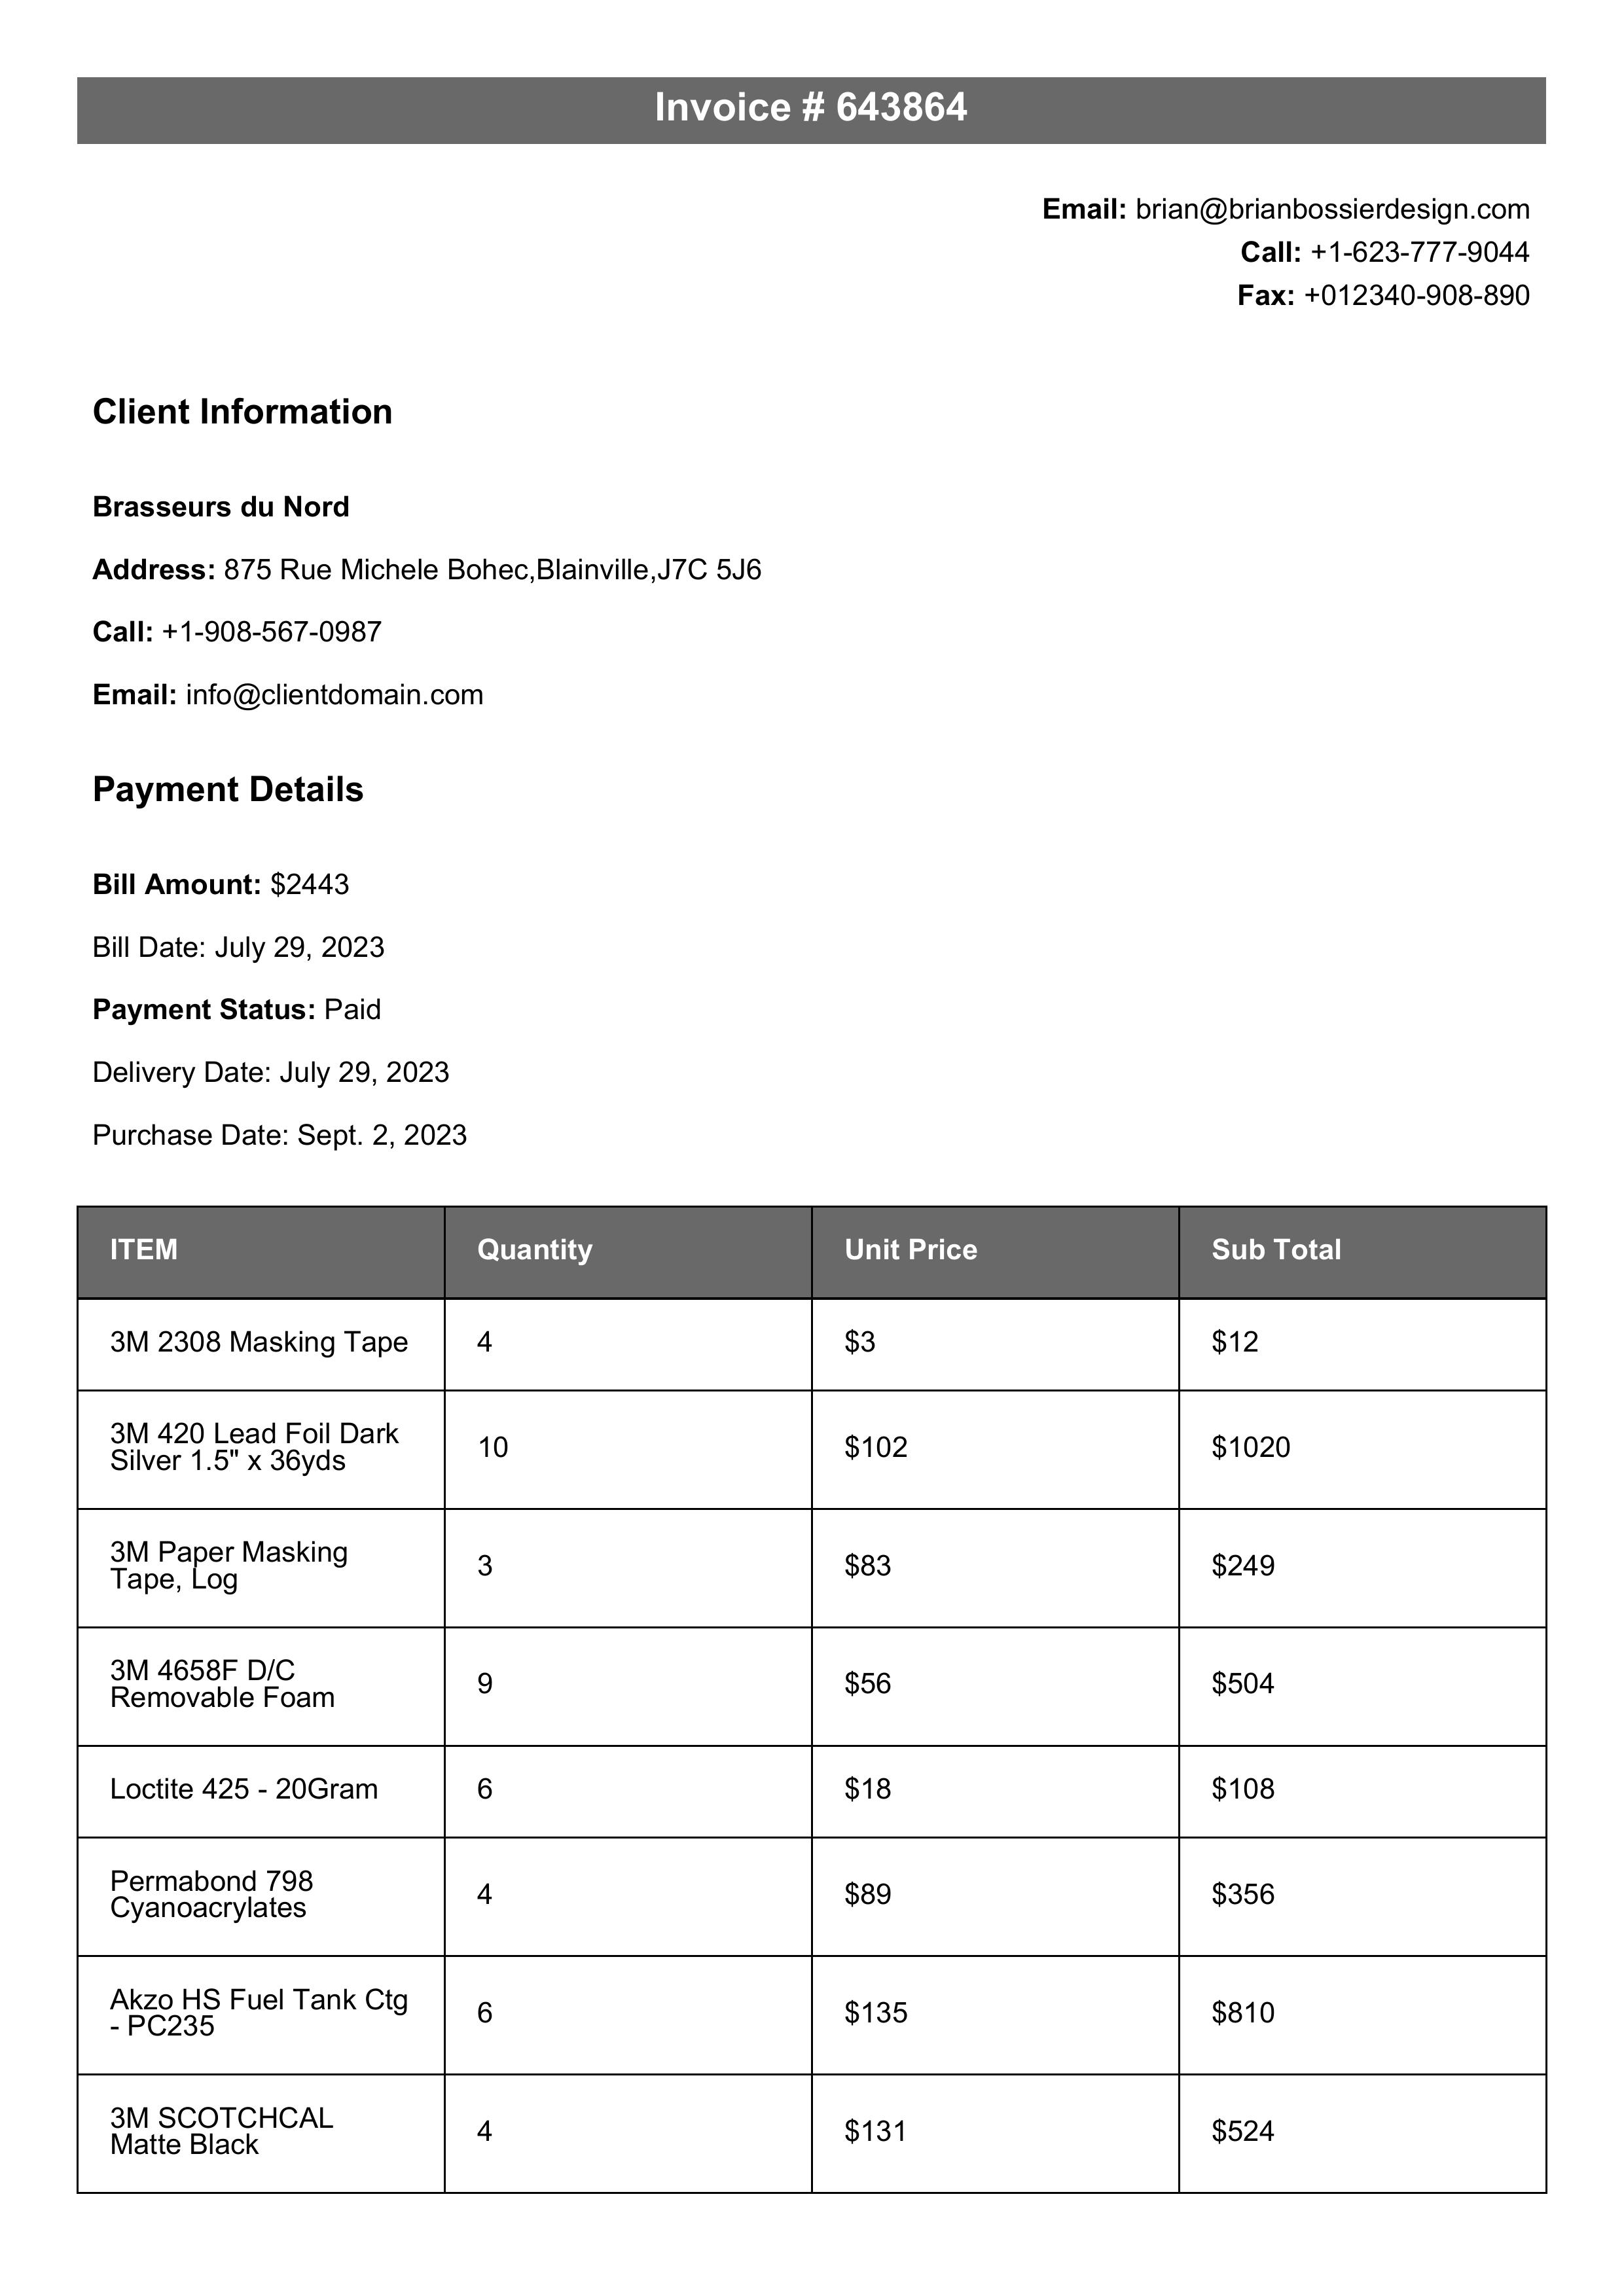 Invoice # 643864
Email: brian@brianbossierdesign.com
Call: +1-623-777-9044
Fax: +012340-908-890
Client Information
Brasseurs du Nord
Address: 875 Rue Michele Bohec,Blainville,J7C 5J6
Call: +1-908-567-0987
Email: info@clientdomain.com
Payment Details
Bill Amount: $2443
Bill Date: July 29, 2023
Payment Status: Paid
Delivery Date: July 29, 2023
Purchase Date: Sept. 2, 2023
ITEM Quantity Unit Price Sub Total
3M 2308 Masking Tape 4 $3 $12
3M 420 Lead Foil Dark
Silver 1.5" x 36yds 10 $102 $1020
3M Paper Masking
Tape, Log 3 $83 $249
3M 4658F D/C
Removable Foam 9 $56 $504
Loctite 425 - 20Gram 6 $18 $108
Permabond 798
Cyanoacrylates 4 $89 $356
Akzo HS Fuel Tank Ctg
- PC235 6 $135 $810
3M SCOTCHCAL
Matte Black 4 $131 $524